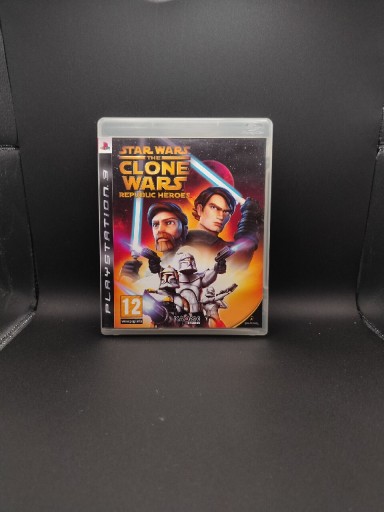 PLAYSTATION 3
STAR WARS
THE
CLONE
WARS
REPUBLIC HEROES
12